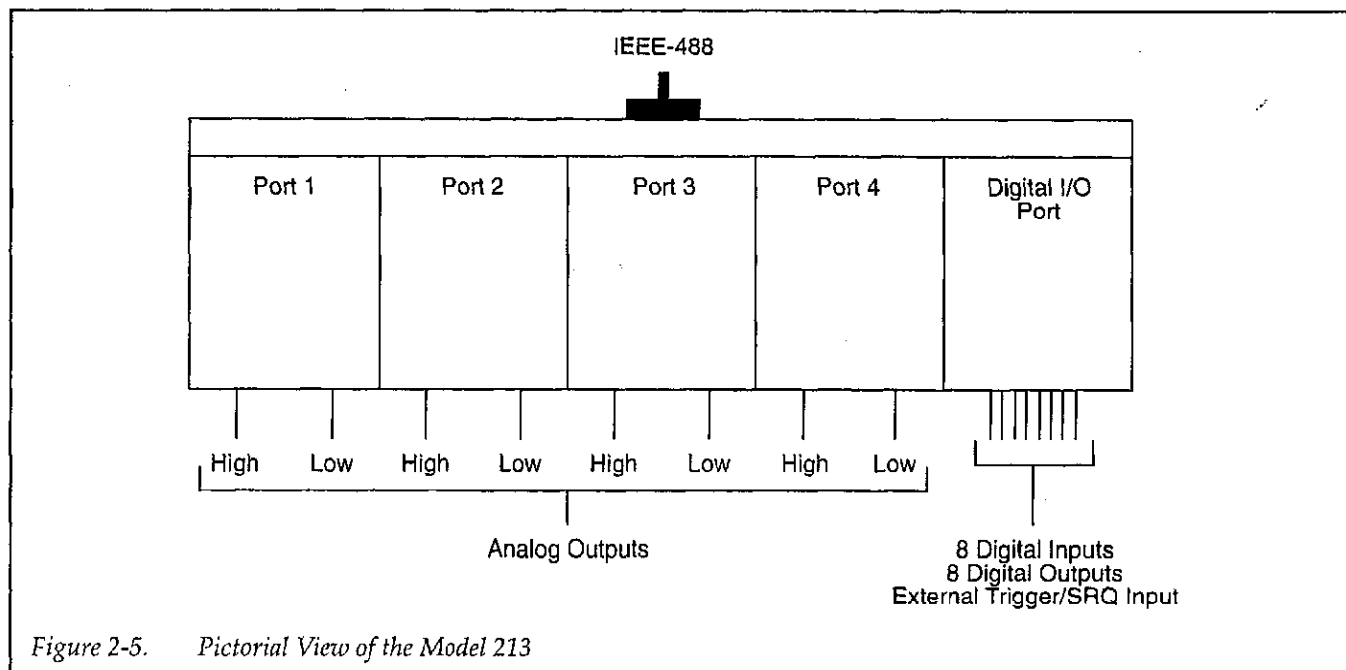 IEEE-488
Port 1 Port 2 Port 3 Port 4 Digital I/O
Port
High Low High Low High Low High Low
Analog Outputs
8 Digital Inputs
8 Digital Outputs
External Trigger/SRQ Input
Figure 2-5. Pictorial View of the Model 213